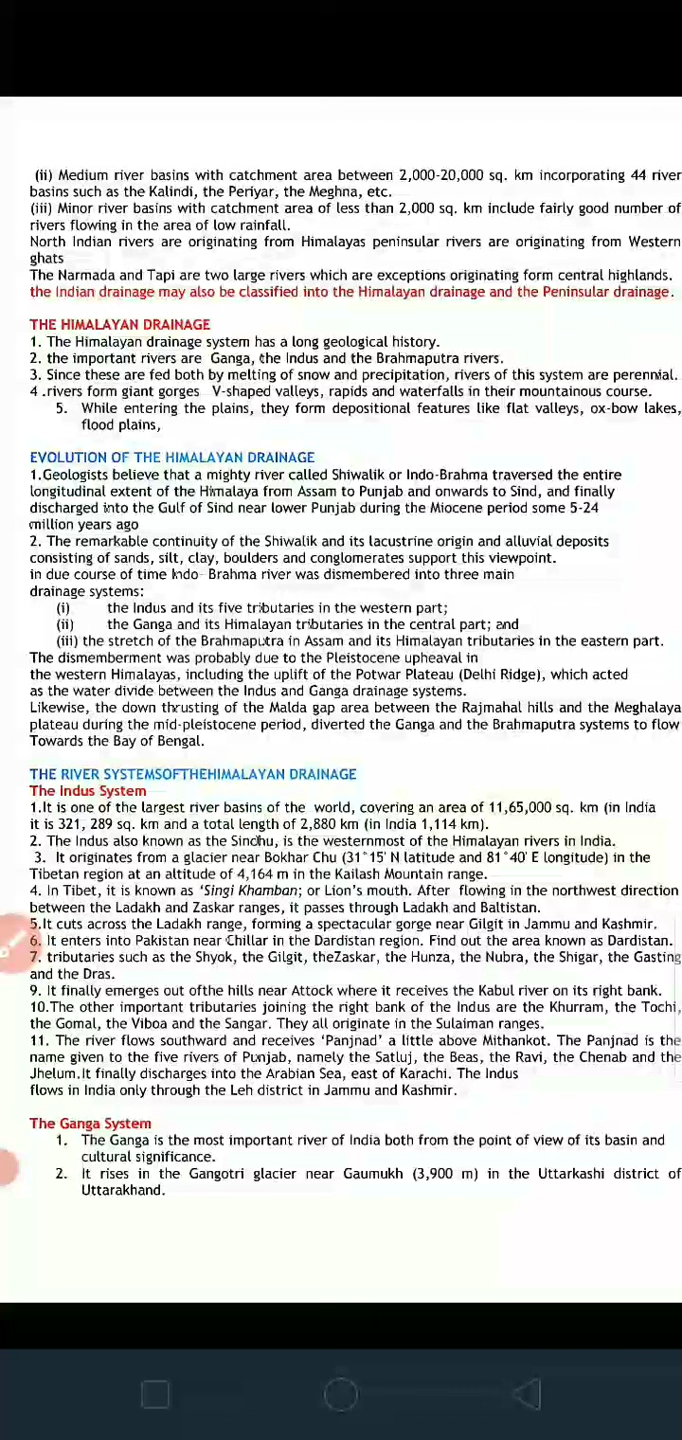 (ii) Medium river basins with catchment area between 2,000-20,000 sq. km incorporating 44 river
basins such as the Kalindi, the Periyar, the Meghna, etc.
(iii) Minor river basins with catchment area of less than 2,000 sq. km include fairly good number of
rivers flowing in the area of low rainfall.
North Indian rivers are originating from Himalayas peninsular rivers are originating from Western
ghats
The Narmada and Tapi are two large rivers which are exceptions originating form central highlands.
the Indian drainage may also be classified into the Himalayan drainage and the Peninsular drainage.
THE HIMALAYAN DRAINAGE
1. The Himalayan drainage system has a long geological history.
2. the important rivers are Ganga, the Indus and the Brahmaputra rivers.
3. Since these are fed both by melting of snow and precipitation, rivers of this system are perennial.
4 .rivers form giant gorges V-shaped valleys, rapids and waterfalls in their mountainous course.
5. While entering the plains, they form depositional features like flat valleys, ox-bow lakes,
flood plains,
EVOLUTION OF THE HIMALAYAN DRAINAGE
1.Geologists believe that a mighty river called Shiwalik or Indo-Brahma traversed the entire
longitudinal extent of the Himalaya from Assam to Punjab and onwards to Sind, and finally
discharged into the Gulf of Sind near lower Punjab during the Miocene period some 5-24
million years ago
2. The remarkable continuity of the Shiwalik and its lacustrine origin and alluvial deposits
consisting of sands, silt, clay, boulders and conglomerates support this viewpoint.
in due course of time Indo- Brahma river was dismembered into three main
drainage systems:
(i) the Indus and its five tributaries in the western part;
(ii) the Ganga and its Himalayan tributaries in the central part; and
(iii) the stretch of the Brahmaputra in Assam and its Himalayan tributaries in the eastern part.
The dismemberment was probably due to the Pleistocene upheaval in
the western Himalayas, including the uplift of the Potwar Plateau (Delhi Ridge), which acted
as the water divide between the Indus and Ganga drainage systems.
Likewise, the down thrusting of the Malda gap area between the Rajmahal hills and the Meghalaya
plateau during the mid-pleistocene period, diverted the Ganga and the Brahmaputra systems to flow
Towards the Bay of Bengal.
THE RIVER SYSTEMSOFTHEHIMALAYAN DRAINAGE
The Indus System
1.It is one of the largest river basins of the world, covering an area of 11,65,000 sq. km (in India
it is 321, 289 sq. km and a total length of 2,880 km (in India 1,114 km).
2. The Indus also known as the Sindhu, is the westernmost of the Himalayan rivers in India.
3. It originates from a glacier near Bokhar Chu (31°15' N latitude and 81°40' E longitude) in the
Tibetan region at an altitude of 4,164 m in the Kailash Mountain range.
4. In Tibet, it is known as ‘Singi Khamban; or Lion’s mouth. After flowing in the northwest direction
between the Ladakh and Zaskar ranges, it passes through Ladakh and Baltistan.
5.It cuts across the Ladakh range, forming a spectacular gorge near Gilgit in Jammu and Kashmir.
6. It enters into Pakistan near Chillar in the Dardistan region. Find out the area known as Dardistan.
7. tributaries such as the Shyok, the Gilgit, theZaskar, the Hunza, the Nubra, the Shigar, the Gasting
and the Dras.
9. It finally emerges out ofthe hills near Attock where it receives the Kabul river on its right bank.
10.The other important tributaries joining the right bank of the Indus are the Khurram, the Tochi,
the Gomal, the Viboa and the Sangar. They all originate in the Sulaiman ranges.
11. The river flows southward and receives ‘Panjnad’ a little above Mithankot. The Panjnad is the
name given to the five rivers of Punjab, namely the Satluj, the Beas, the Ravi, the Chenab and the
Jhelum.It finally discharges into the Arabian Sea, east of Karachi. The Indus
flows in India only through the Leh district in Jammu and Kashmir.
The Ganga System
1. The Ganga is the most important river of India both from the point of view of its basin and
cultural significance.
2. It rises in the Gangotri glacier near Gaumukh (3,900 m) in the Uttarkashi district of
Uttarakhand.